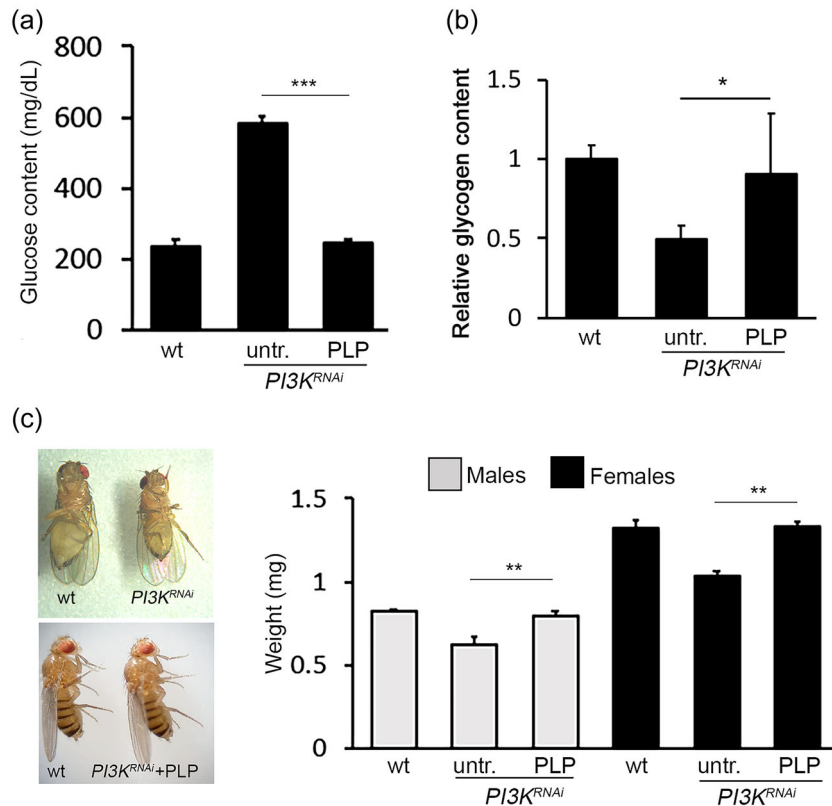 (a)
800
600
400
200
0
Glucose content (mg/dL)
***
wt
untr.
PLP
PI3K^RNAi
(b)
1.5
1
0.5
0
Relative glycogen content
*
wt
untr.
PLP
PI3K^RNAi
(c)
wt
PI3K^RNAi
wt
PI3K^RNAi+PLP
Males
Females
1.5
1
0.5
0
Weight (mg)
**
**
wt
untr.
PLP
wt
untr.
PLP
PI3K^RNAi
PI3K^RNAi